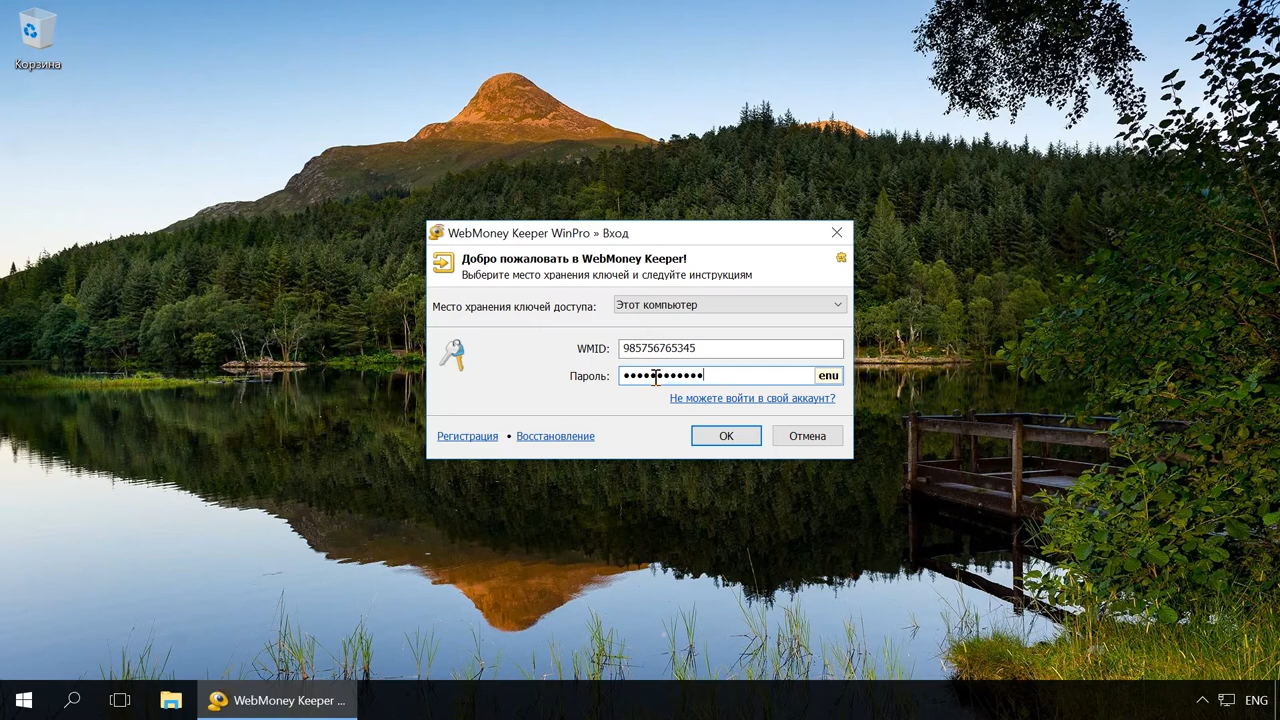 Корзина
WebMoney Keeper WinPro » Вход
Добро пожаловать в WebMoney Keeper!
Выберите место хранения ключей и следуйте инструкциям
Место хранения ключей доступа: Этот компьютер
WMID: 985756765345
Пароль: ●●●●●●●●●●●● enu
Не можете войти в свой аккаунт?
Регистрация • Восстановление OK Отмена
WebMoney Keeper ... ENG